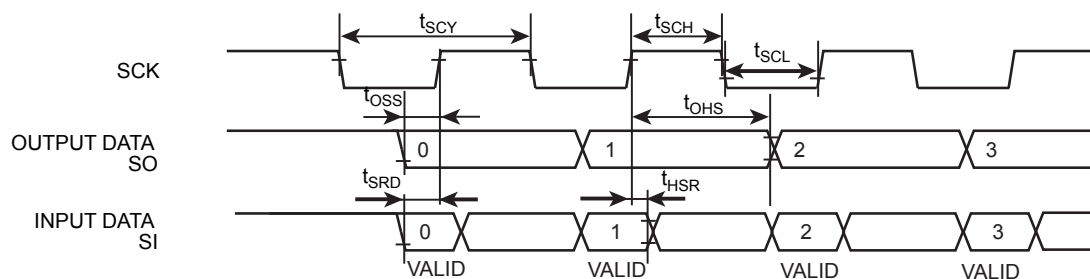 tSCY
tSCH
SCK
tSCL
tOSS
tOHS
OUTPUT DATA
SO
0
1
2
3
tSRD
tHSR
INPUT DATA
SI
0
1
2
3
VALID
VALID
VALID
VALID